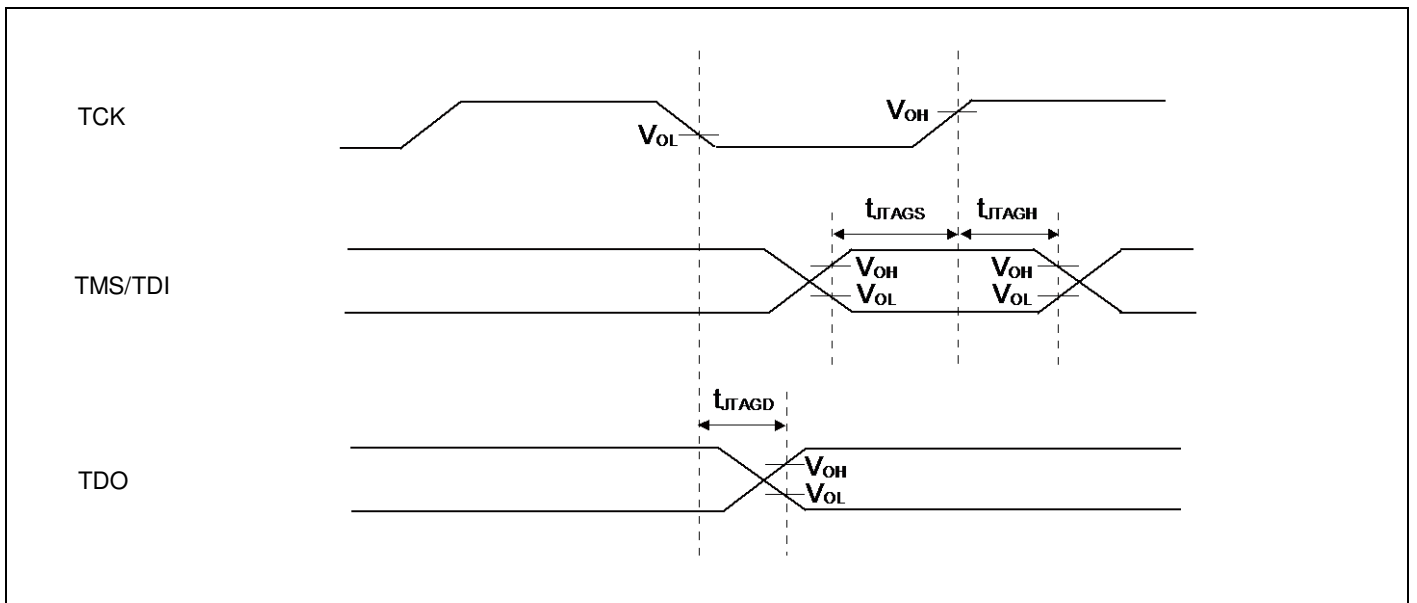 TCK
VOL
VOH
tJTAGS
tJTAGH
TMS/TDI
VOH
VOL
VOH
VOL
tJTAGD
TDO
VOH
VOL